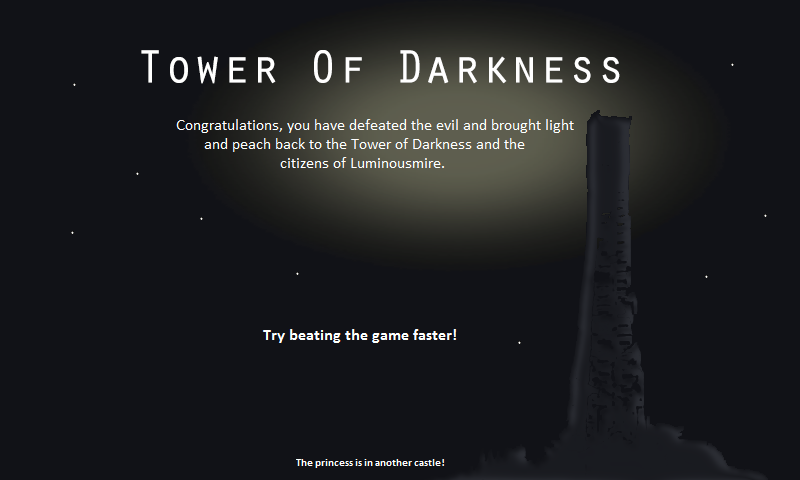 Tower Of Darkness
Congratulations, you have defeated the evil and brought light
and peach back to the Tower of Darkness and the
citizens of Luminousmire.
Try beating the game faster!
The princess is in another castle!